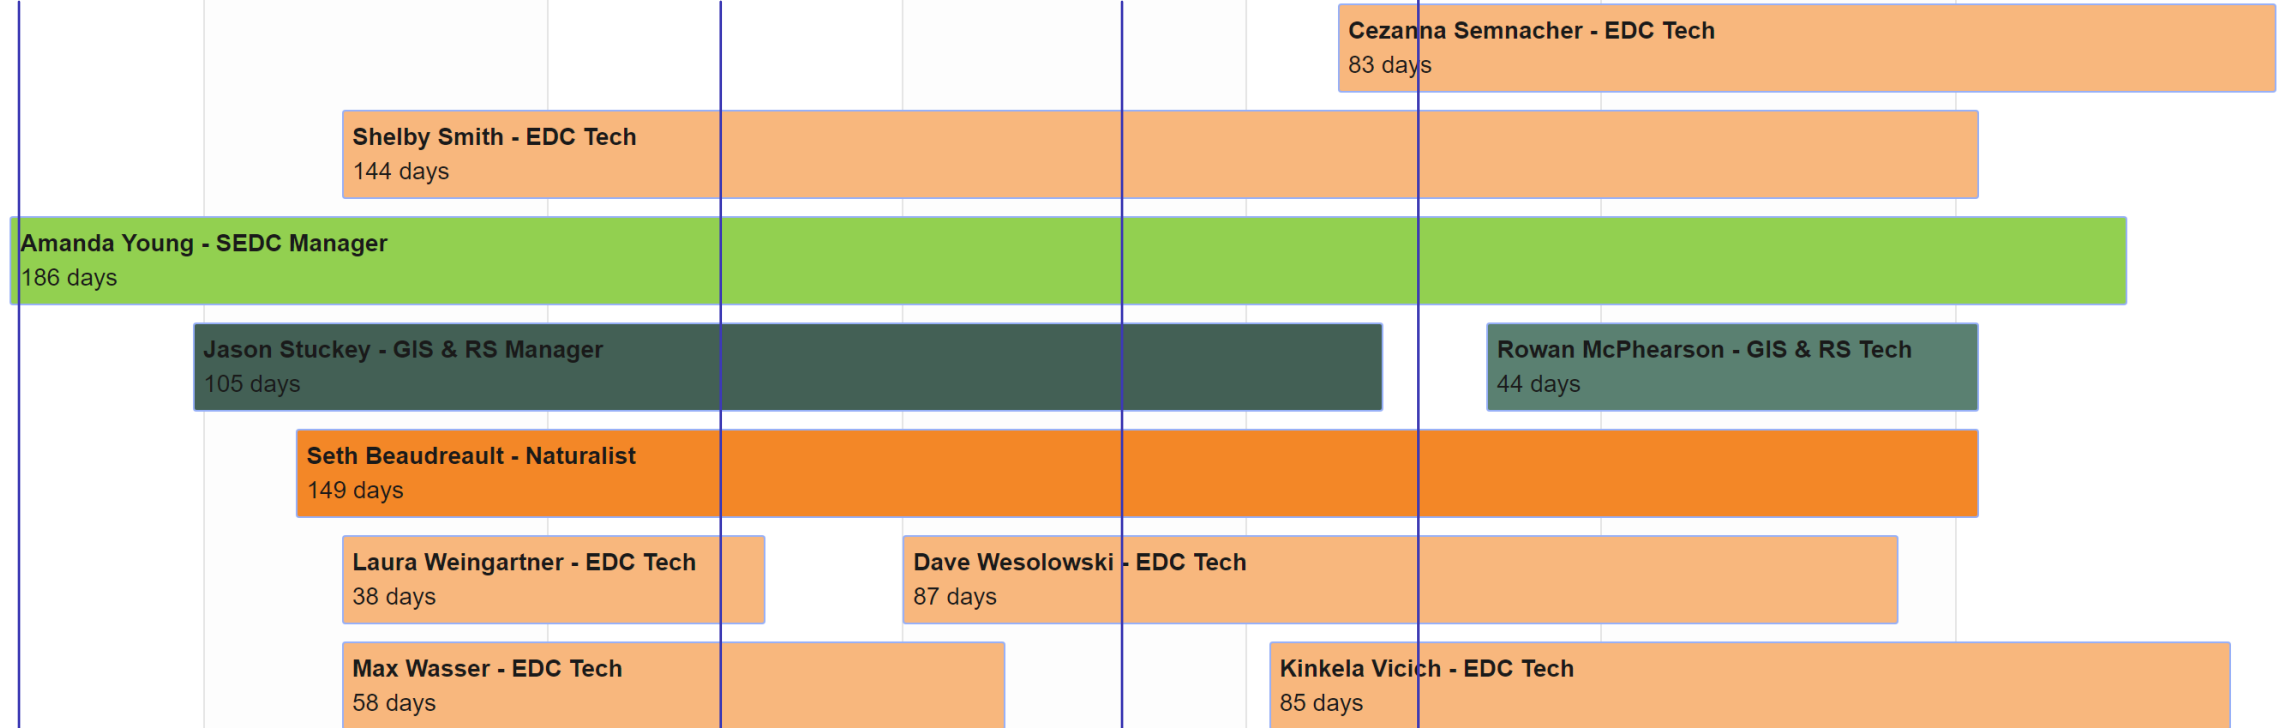 Cezanna Semnacher - EDC Tech
83 days
Shelby Smith - EDC Tech
144 days
Amanda Young - SEDC Manager
186 days
Jason Stuckey - GIS & RS Manager
105 days
Rowan McPhearson - GIS & RS Tech
44 days
Seth Beaudreault - Naturalist
149 days
Laura Weingartner - EDC Tech
38 days
Dave Wesolowski - EDC Tech
87 days
Max Wasser - EDC Tech
58 days
Kinkela Vicich - EDC Tech
85 days